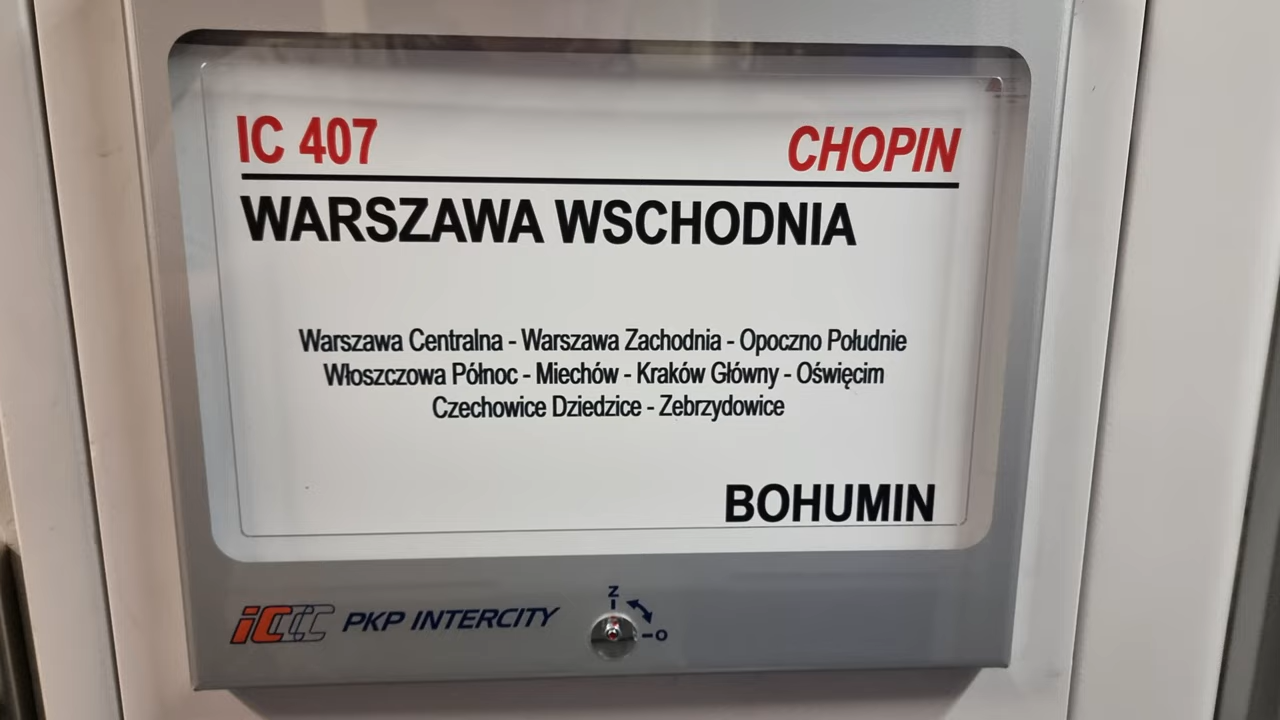 IC 407 CHOPIN
WARSZAWA WSCHODNIA
Warszawa Centralna - Warszawa Zachodnia - Opoczno Południe
Włoszczowa Północ - Miechów - Kraków Główny - Oświęcim
Czechowice Dziedzice - Zebrzydowice
BOHUMIN
iCCC PKP INTERCITY
Z
O